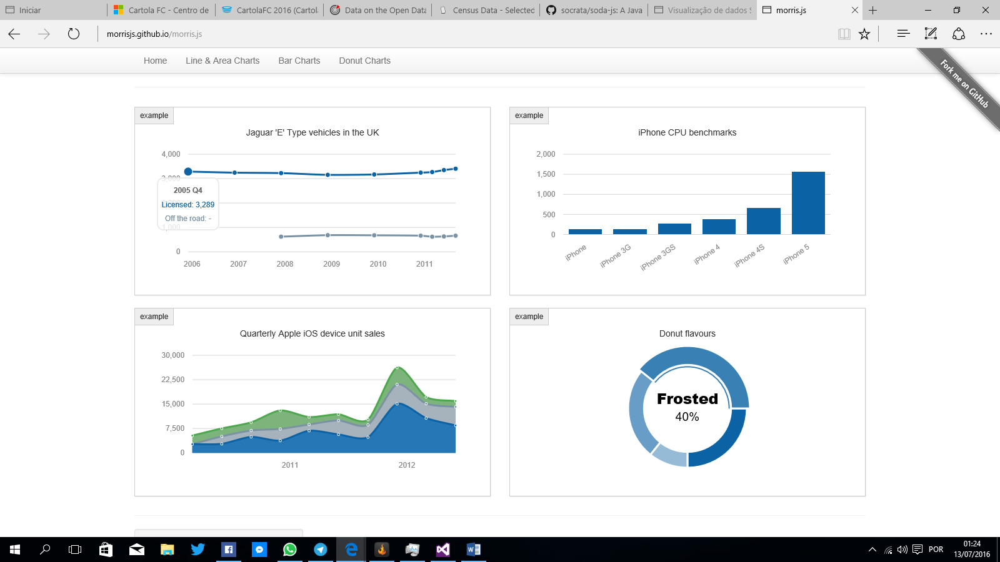 Iniciar
Cartola FC - Centro de
CartolaFC 2016 (Cartol
Data on the Open Data
Census Data - Selected
socrata/soda-js: A Java
Visualização de dados S
morris.js
morrisjs.github.io/morris.js
Home
Line & Area Charts
Bar Charts
Donut Charts
Fork me on GitHub
example
Jaguar 'E' Type vehicles in the UK
4,000
3,000
2005 Q4
Licensed: 3,289
Off the road: -
1,000
0
2006 2007 2008 2009 2010 2011
example
iPhone CPU benchmarks
2,000
1,500
1,000
500
0
iPhone iPhone 3G iPhone 3GS iPhone 4 iPhone 4S iPhone 5
example
Quarterly Apple iOS device unit sales
30,000
22,500
15,000
7,500
0
2011 2012
example
Donut flavours
Frosted
40%
POR
01:24
13/07/2016